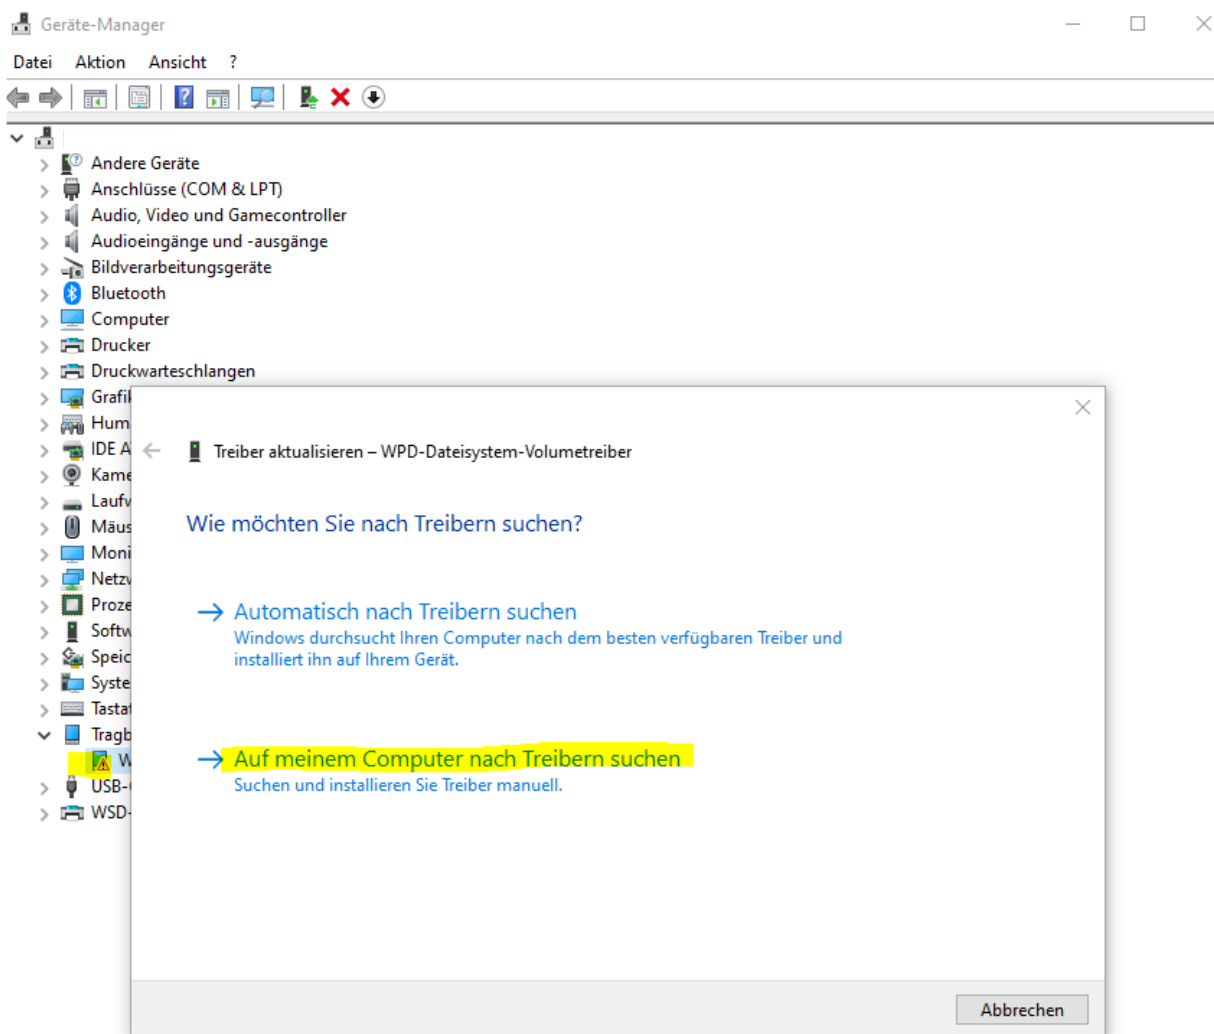 Geräte-Manager
Datei Aktion Ansicht ?
Andere Geräte
Anschlüsse (COM & LPT)
Audio, Video und Gamecontroller
Audioeingänge und -ausgänge
Bildverarbeitungsgeräte
Bluetooth
Computer
Drucker
Druckwarteschlangen
Grafik
Hum
IDE A
Kame
Laufw
Mäus
Moni
Netzw
Proze
Softw
Speic
Syste
Tastat
Tragb
W
USB-
WSD-
Treiber aktualisieren – WPD-Dateisystem-Volumetreiber
Wie möchten Sie nach Treibern suchen?
Automatisch nach Treibern suchen
Windows durchsucht Ihren Computer nach dem besten verfügbaren Treiber und
installiert ihn auf Ihrem Gerät.
Auf meinem Computer nach Treibern suchen
Suchen und installieren Sie Treiber manuell.
Abbrechen